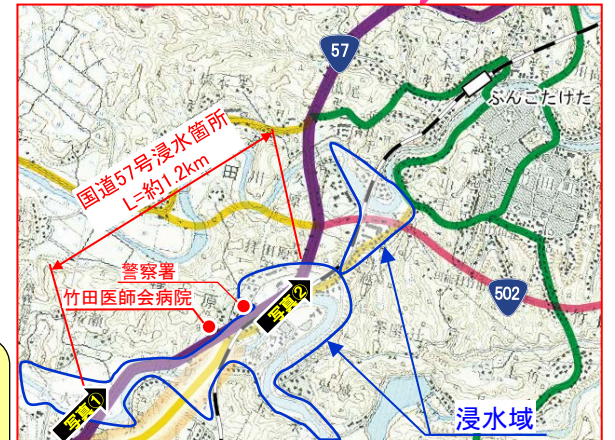 57
ぶんごたけた
国道57号浸水箇所
L=約1.2km
警察署
竹田医師会病院
写真②
502
写真①
浸水域